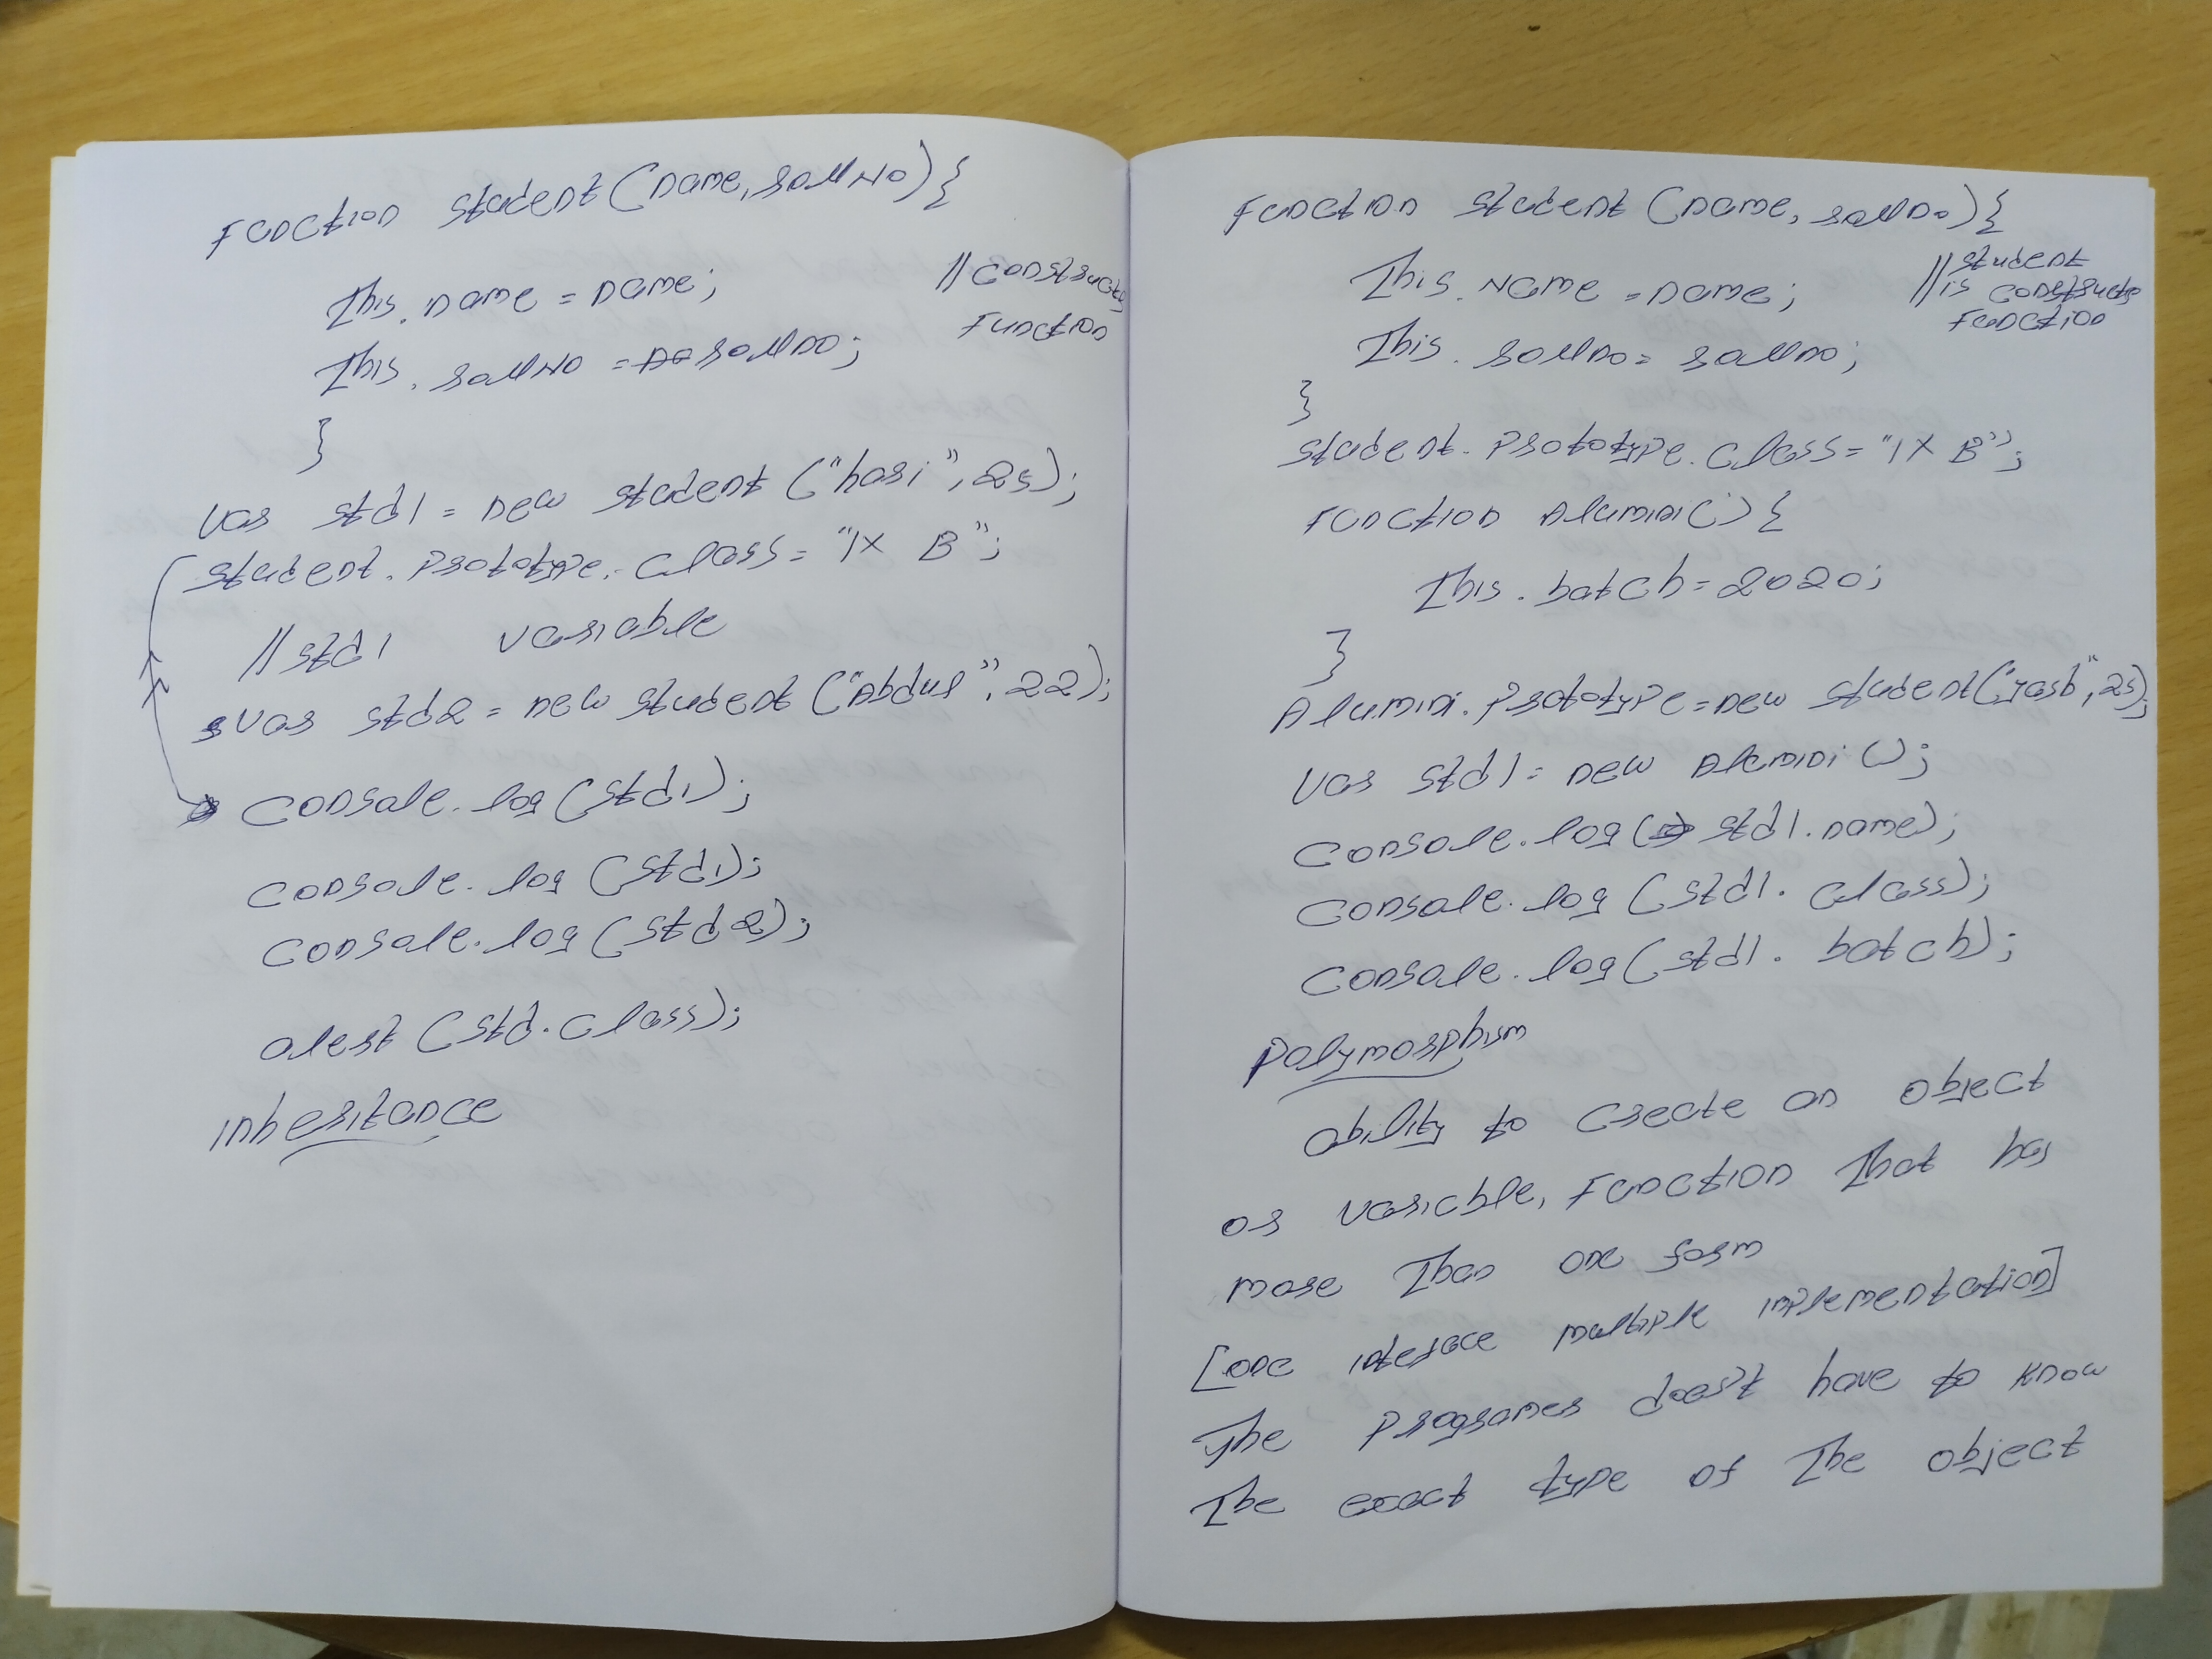 Function student(name, rollNo){
This.name = name;
//constructor
Function
This.rollNo = rollno;
}
Var std1 = new student ("hari", 25);
student.prototype.class = "IX B";
//std1 variable
Var std2 = new student ("Abdul", 22);
console.log(std1);
console.log(std1);
console.log(std2);
alert(std.class);
inheritance
Function student (name, rollno){
This.Name = name;
//student
is constructor
Function
This.rollno = rollno;
}
student.prototype.class = "IX B";
Function Alumini() {
This.batch = 2020;
}
Alumini.prototype = new student("yash", 25);
Var std1 = new Alumini();
console.log(std1.name);
console.log(std1.class);
console.log(std1.batch);
Polymorphism
ability to create an object
or variable, Function that has
more than one form
[one inteface multiple implementation]
The programer does't have to know
The exact type of the object